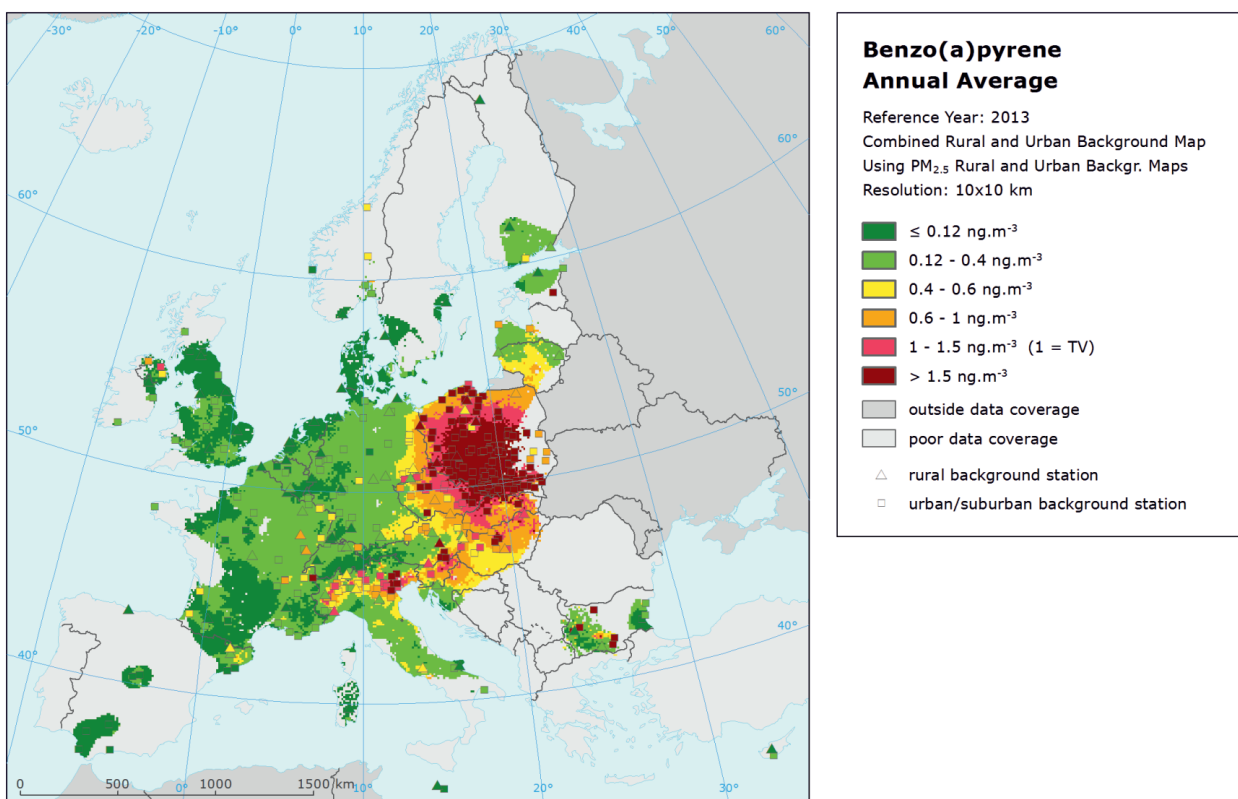 -30° -20° -10° 0° 10° 20° 30° 40° 50° 60°
60°
50°
40°
60°
50°
40°
0 500 1000 1500 km
0° 10° 20° 30°
Benzo(a)pyrene
Annual Average
Reference Year: 2013
Combined Rural and Urban Background Map
Using PM2.5 Rural and Urban Backgr. Maps
Resolution: 10x10 km
≤ 0.12 ng.m-3
0.12 - 0.4 ng.m-3
0.4 - 0.6 ng.m-3
0.6 - 1 ng.m-3
1 - 1.5 ng.m-3 (1 = TV)
> 1.5 ng.m-3
outside data coverage
poor data coverage
rural background station
urban/suburban background station